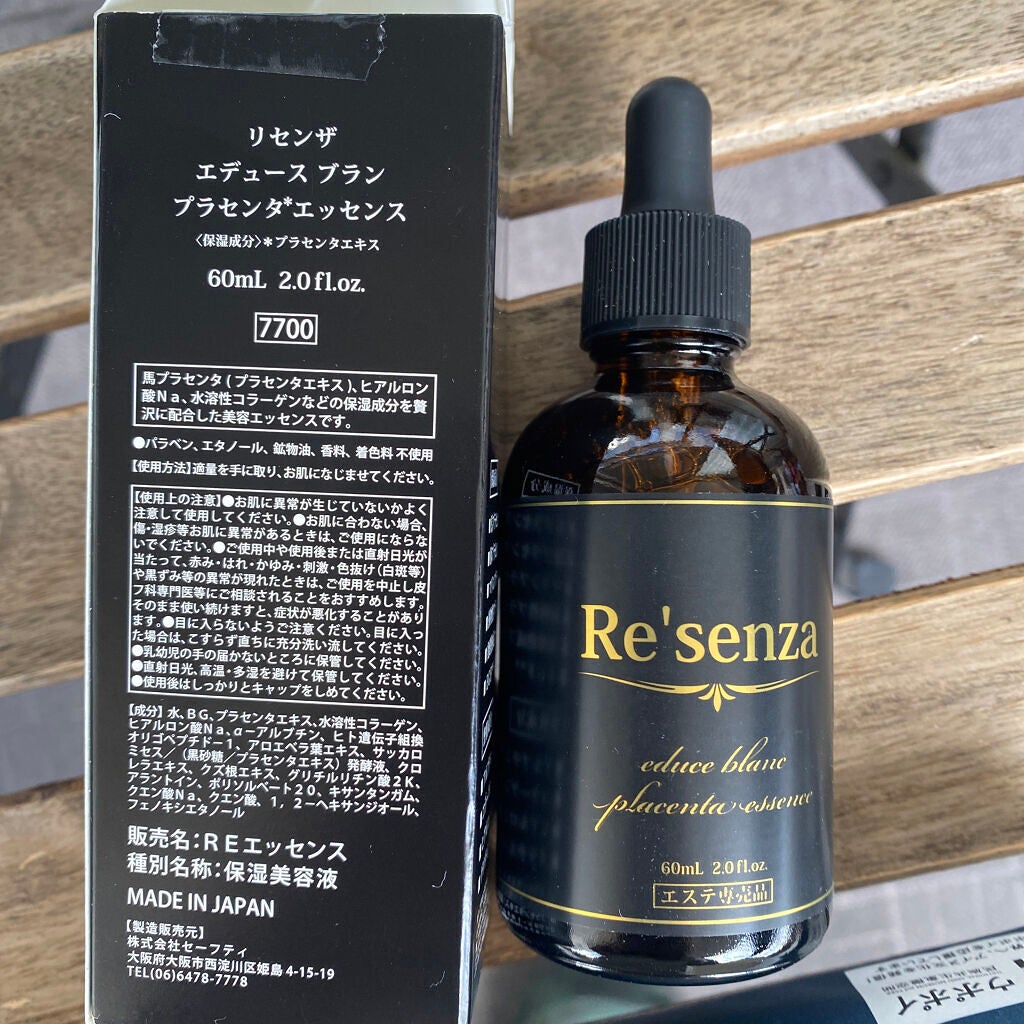 リセンザ
エデュース ブラン
プラセンタ*エッセンス
〈保湿成分〉*プラセンタエキス
60mL 2.0 fl.oz.
7700
馬プラセンタ(プラセンタエキス)、ヒアルロン
酸Na、水溶性コラーゲンなどの保湿成分を贅
沢に配合した美容エッセンスです。
●パラベン、エタノール、鉱物油、香料、着色料 不使用
【使用方法】適量を手に取り、お肌になじませてください。
【使用上の注意】●お肌に異常が生じていないかよく
注意して使用してください。●お肌に合わない場合、
傷・湿疹等お肌に異常があるときは、ご使用にならな
いでください。●ご使用中や使用後または直射日光が
当たって、赤み・はれ・かゆみ・刺激・色抜け(白斑等)
や黒ずみ等の異常が現れたときは、ご使用を中止し皮
フ科専門医等にご相談されることをおすすめします。
そのまま使い続けますと、症状が悪化することがあり
ます。●目に入らないようご注意ください。目に入っ
た場合は、こすらず直ちに充分洗い流してください。
●乳幼児の手の届かないところに保管してください。
●直射日光、高温・多湿を避けて保管してください。
●使用後はしっかりとキャップをしめてください。
【成分】水、BG、プラセンタエキス、水溶性コラーゲン、
ヒアルロン酸Na、α-アルブチン、ヒト遺伝子組換
オリゴペプチド-1、アロエベラ葉エキス、サッカロ
ミセス/(黒砂糖/プラセンタエキス)発酵液、クロ
レラエキス、クズ根エキス、グリチルリチン酸2K、
アラントイン、ポリソルベート20、キサンタンガム、
クエン酸Na、クエン酸、1,2-ヘキサンジオール、
フェノキシエタノール
販売名:REエッセンス
種別名称:保湿美容液
MADE IN JAPAN
【製造販売元】
株式会社セーフティ
大阪府大阪市西淀川区姫島 4-15-19
TEL(06)6478-7778
Re'senza
educe blanc
placenta essence
60mL 2.0 fl.oz.
エステ専売品
ウポポイ